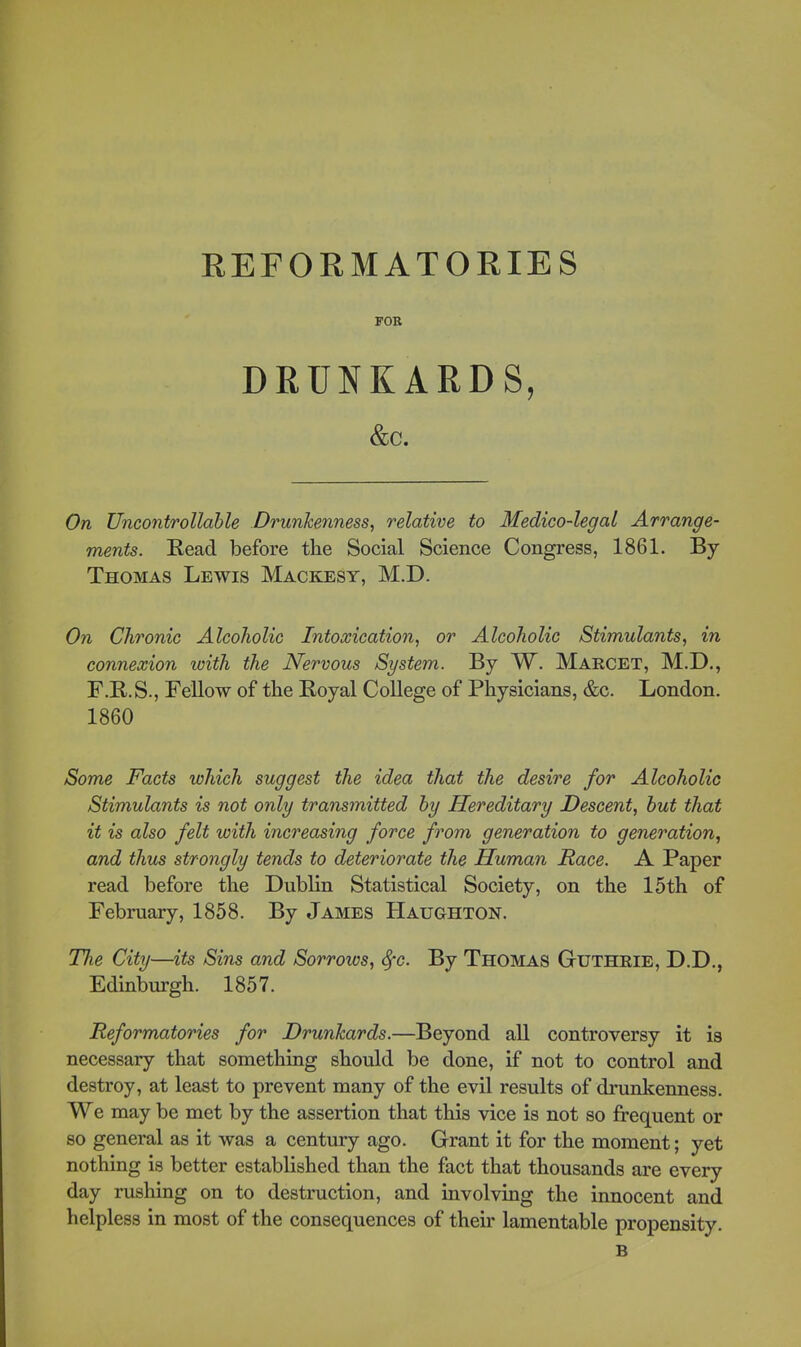 REFORMATORIES
FOR
DRUNKARDS,
&c.
On Uncontrollable Drunkenness, relative to Medico-legal Arrange-
ments. Read before the Social Science Congress, 1861. By
Thomas Lewis Mackesy, M.D.
On Chronic Alcoholic Intoxication, or Alcoholic Stimulants, in
connexion with the Nervous System. By W. Marcet, M.D.,
F.R.S., Fellow of the Royal College of Physicians, &c. London.
1860
Some Facts which suggest the idea that the desire for Alcoholic
Stimulants is not only transmitted by Hereditary Descent, but that
it is also felt with increasing force from generation to generation,
and thus strongly tends to deteriorate the Human Race. A Paper
read before the Dublin Statistical Society, on the 15th of
February, 1858. By James Haughton.
The City—its Sins and Sorrows, &c. By Thomas Guthrie, D.D.,
Edinburgh. 1857.
Reformatories for Drunkards.—Beyond all controversy it is
necessary that something should be done, if not to control and
destroy, at least to prevent many of the evil results of drunkenness.
We may be met by the assertion that this vice is not so frequent or
so general as it was a century ago. Grant it for the moment; yet
nothing is better established than the fact that thousands are every
day rushing on to destruction, and involving the innocent and
helpless in most of the consequences of their lamentable propensity.
B